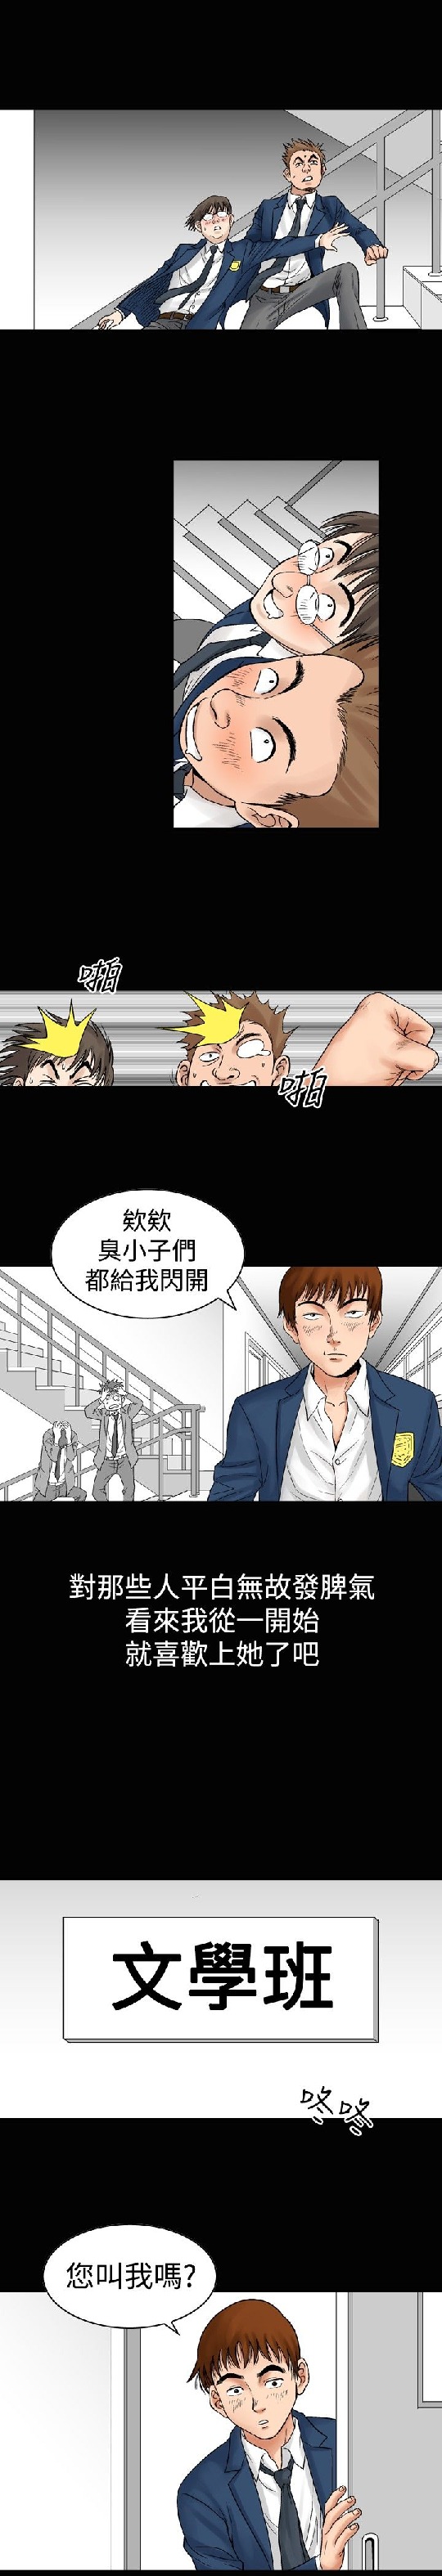 啪
啪
欸欸
臭小子們
都給我閃開
對那些人平白無故發脾氣
看來我從一開始
就喜歡上她了吧
文學班
咚咚
您叫我嗎?